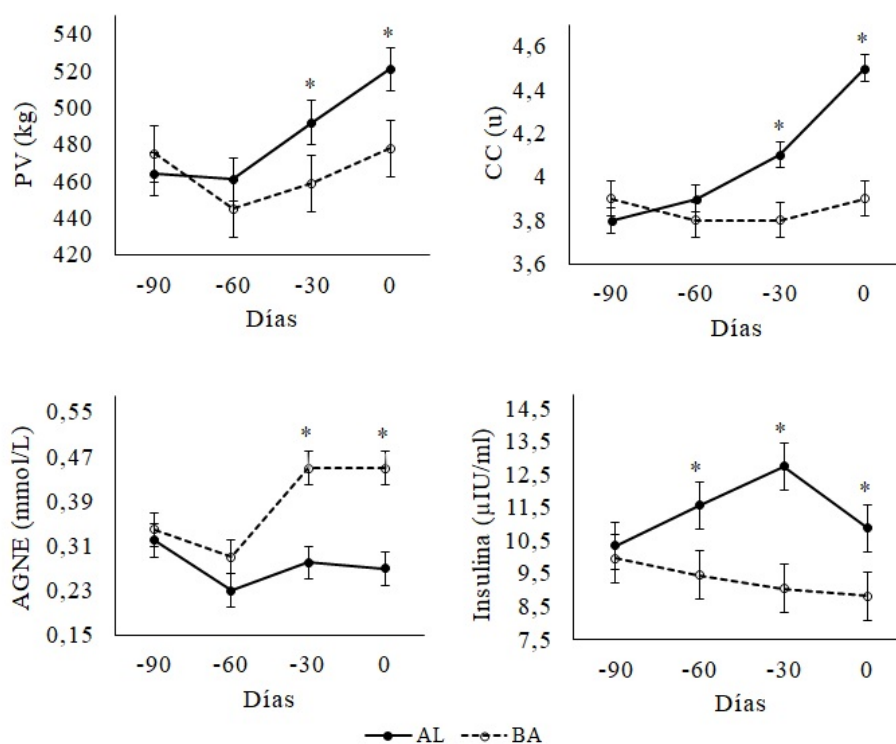 PV (kg)
540
520
500
480
460
440
420
*
*
-90 -60 -30 0
Días
CC (u)
4,6
4,4
4,2
4
3,8
3,6
*
*
-90 -60 -30 0
Días
AGNE (mmol/L)
0,55
0,47
0,39
0,31
0,23
0,15
* *
-90 -60 -30 0
Días
Insulina (µIU/ml)
14,5
13,5
12,5
11,5
10,5
9,5
8,5
7,5
*
*
*
-90 -60 -30 0
Días
AL BA